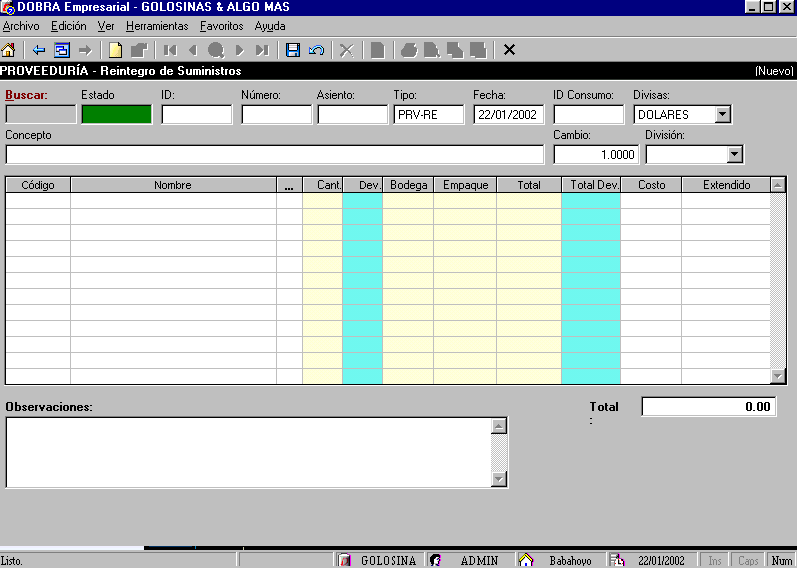 DOBRA Empresarial - GOLOSINAS & ALGO MAS
Archivo Edición Ver Herramientas Favoritos Ayuda
PROVEEDURÍA - Reintegro de Suministros (Nuevo)
Buscar: Estado ID: Número: Asiento: Tipo: Fecha: ID Consumo: Divisas:
PRV-RE 22/01/2002 DOLARES
Concepto Cambio: División:
1.0000
Código Nombre ... Cant. Dev. Bodega Empaque Total Total Dev. Costo Extendido
Observaciones: Total
:
0.00
Listo. GOLOSINA ADMIN Babahoyo 22/01/2002 Ins Caps Num